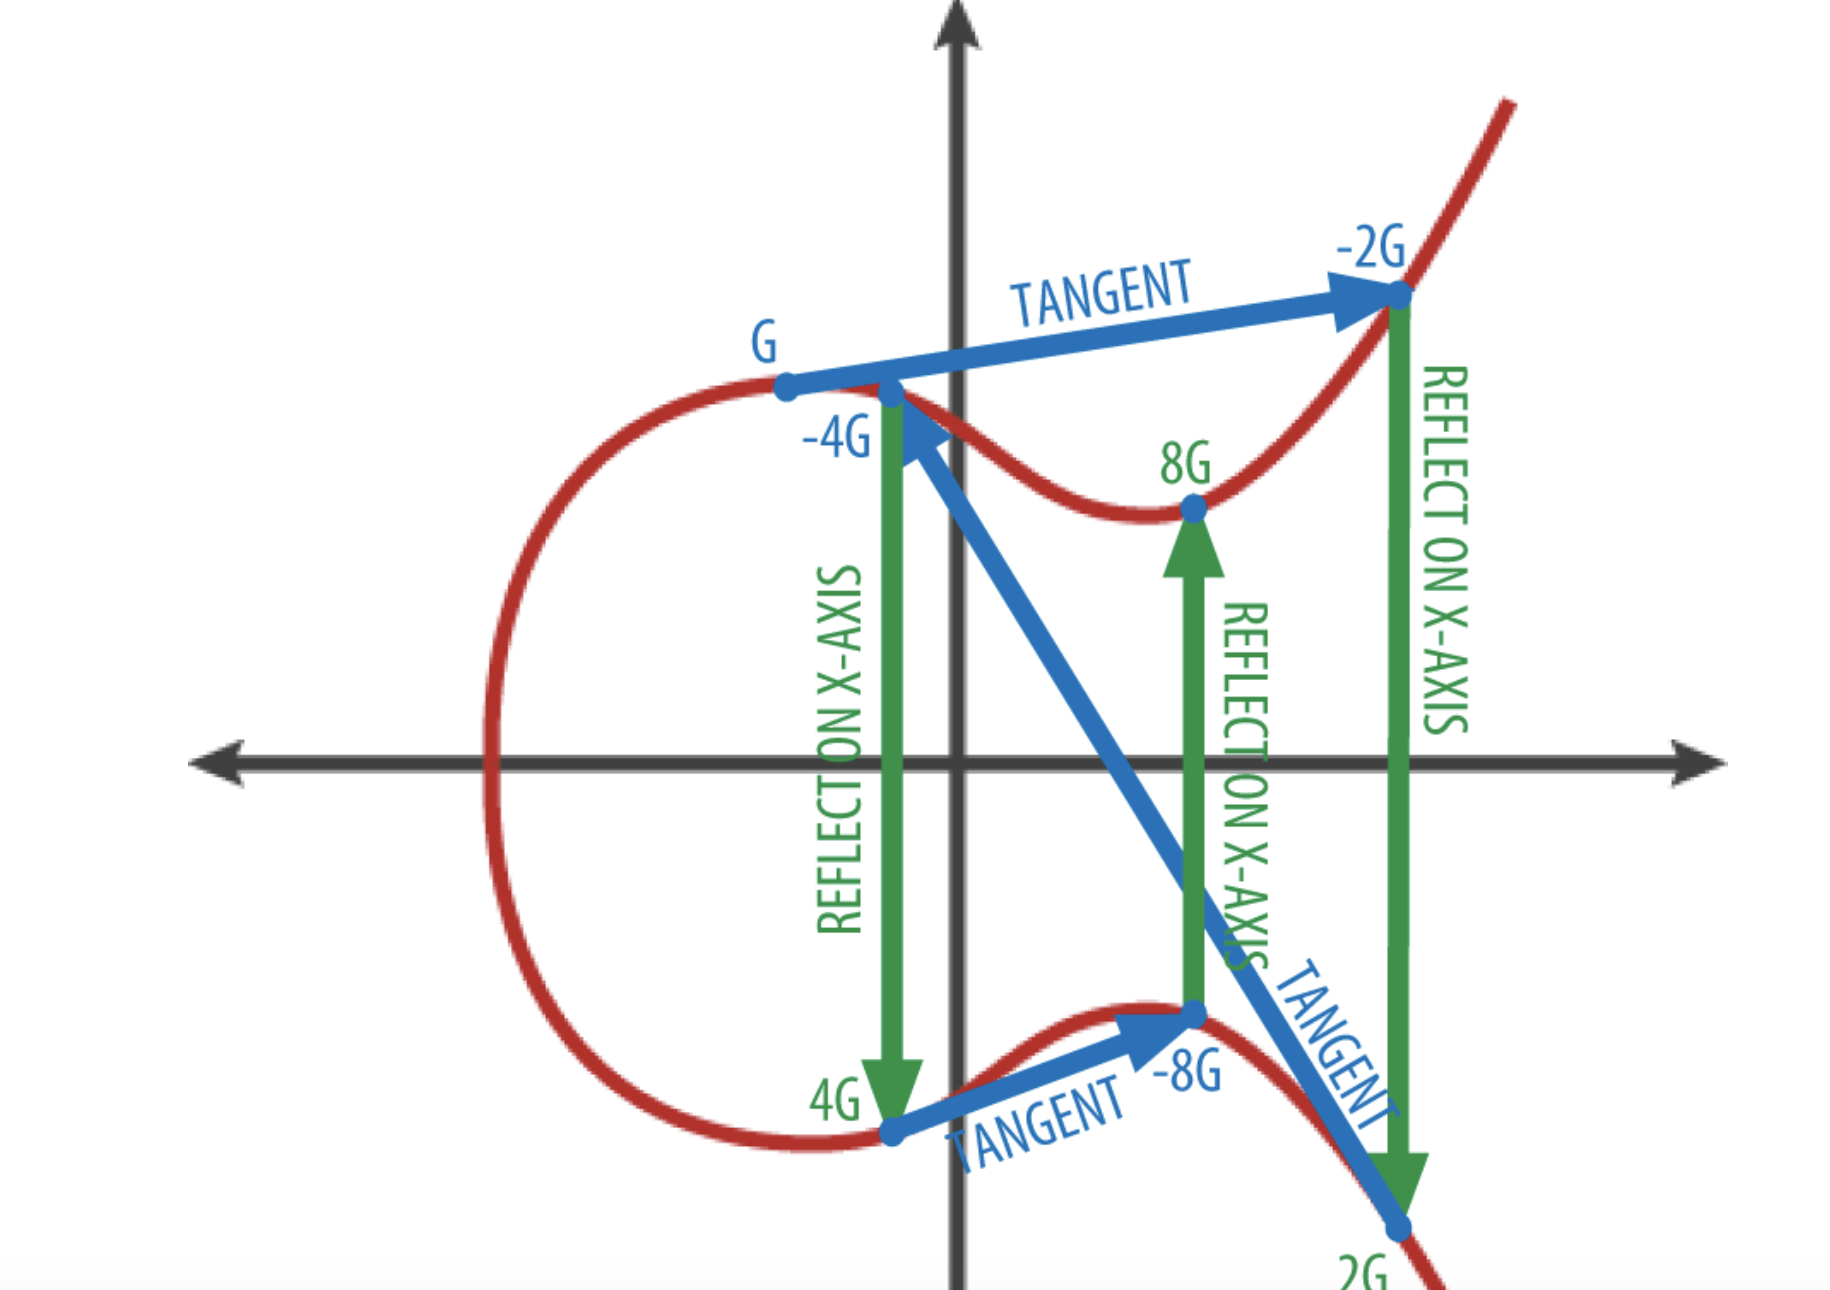 -2G
TANGENT
G
REFLECT ON X-AXIS
-4G
8G
REFLECT ON X-AXIS
REFLECT ON X-AXIS
TANGENT
-8G
4G
TANGENT
2G